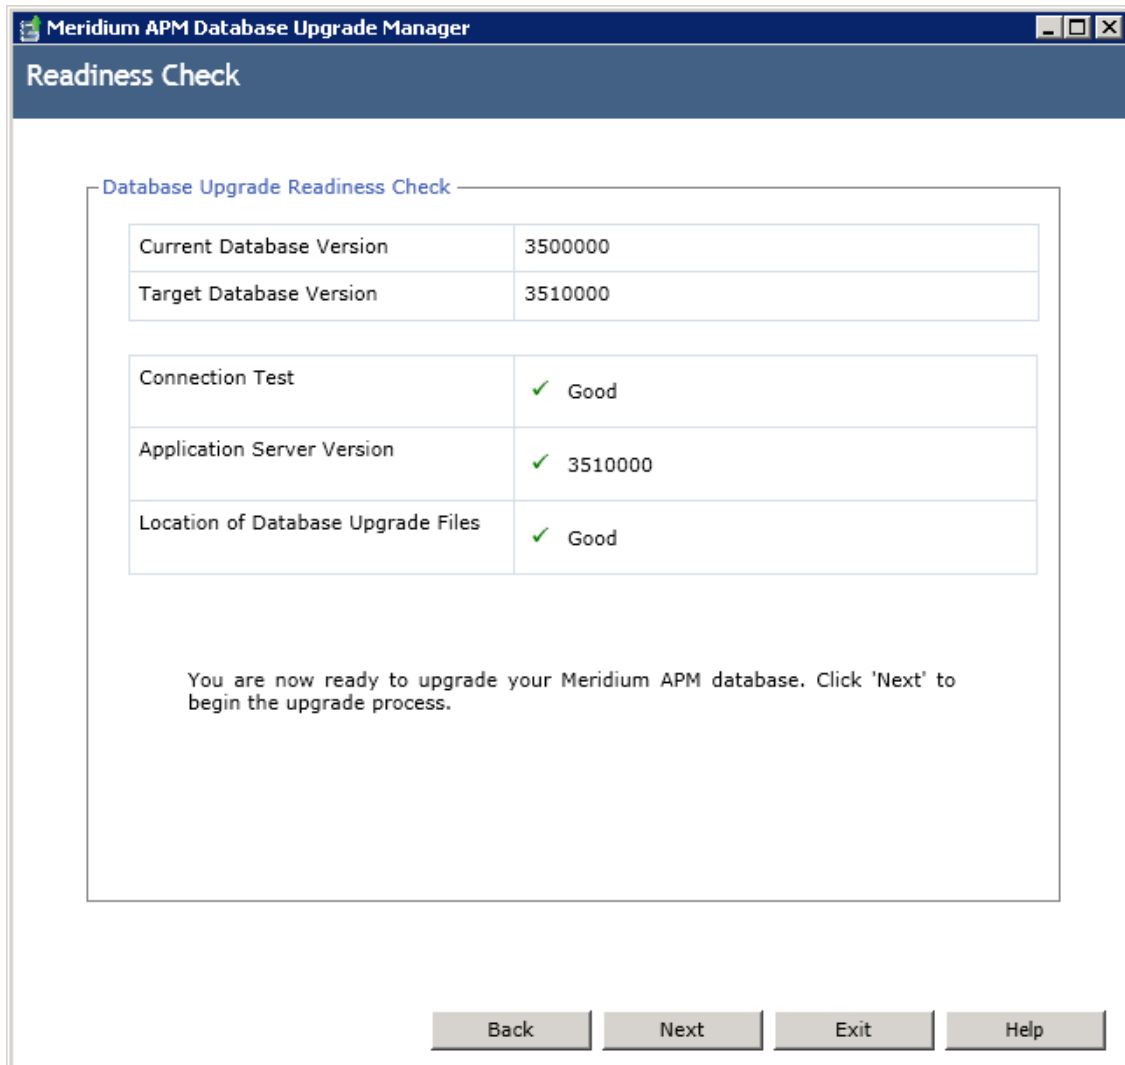 Meridium APM Database Upgrade Manager
Readiness Check
Database Upgrade Readiness Check
Current Database Version 3500000
Target Database Version 3510000
Connection Test ✓ Good
Application Server Version ✓ 3510000
Location of Database Upgrade Files ✓ Good
You are now ready to upgrade your Meridium APM database. Click 'Next' to
begin the upgrade process.
Back Next Exit Help